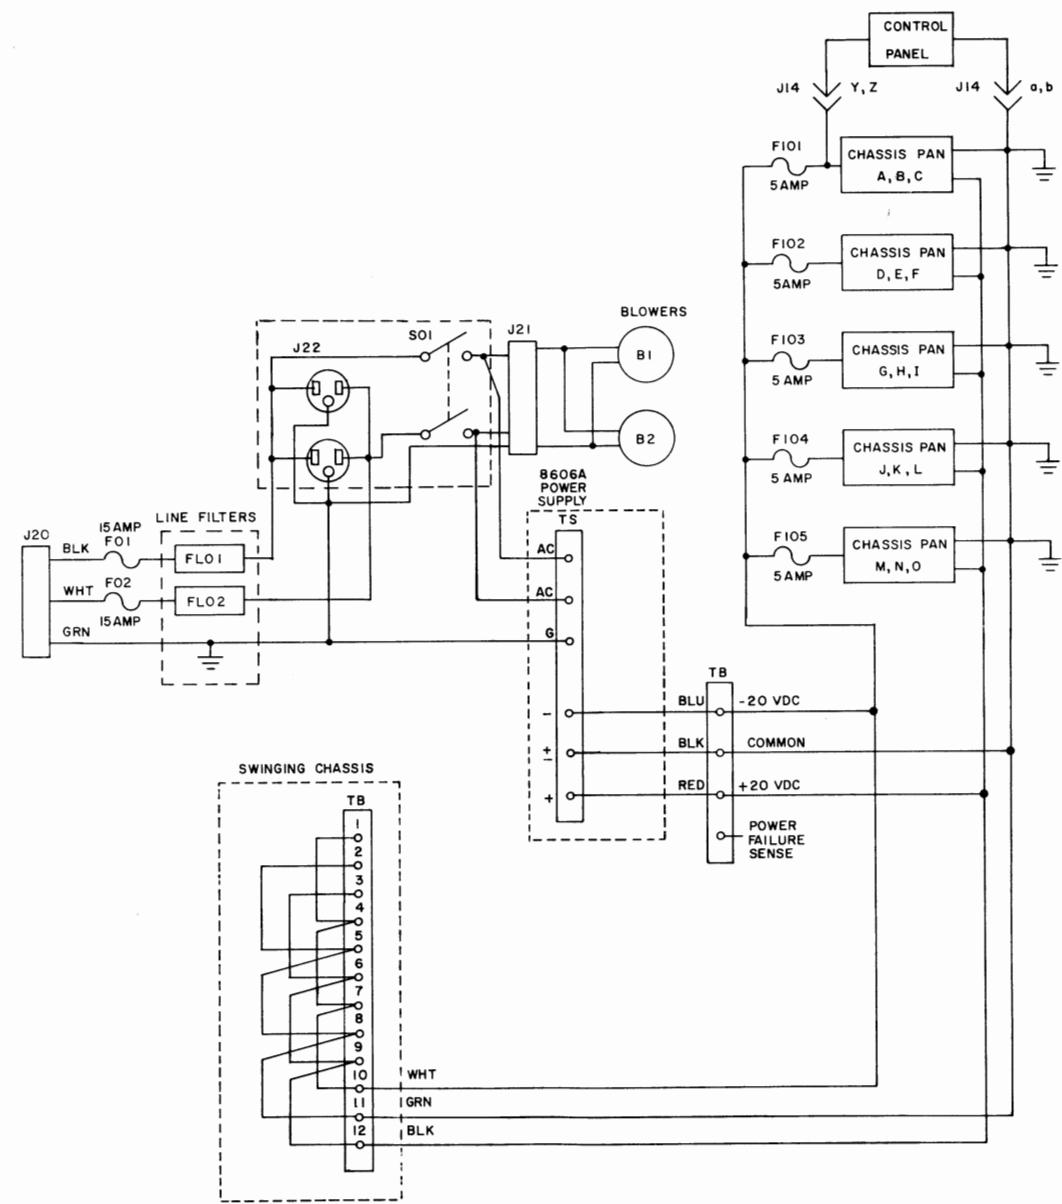 CONTROL
PANEL
J14
Y, Z
J14
a,b
F101
5AMP
CHASSIS PAN
A, B, C
F102
5AMP
CHASSIS PAN
D, E, F
F103
5 AMP
CHASSIS PAN
G, H, I
F104
5 AMP
CHASSIS PAN
J, K, L
F105
5 AMP
CHASSIS PAN
M, N, O
BLOWERS
B1
B2
J21
S01
J22
8606A
POWER
SUPPLY
TS
AC
AC
G
-
+
-
+
LINE FILTERS
J20
15 AMP
F01
BLK
FL01
WHT
F02
15AMP
FL02
GRN
TB
BLU
-20 VDC
BLK
COMMON
RED
+20 VDC
POWER
FAILURE
SENSE
SWINGING CHASSIS
TB
1
2
3
4
5
6
7
8
9
10
WHT
11
GRN
12
BLK